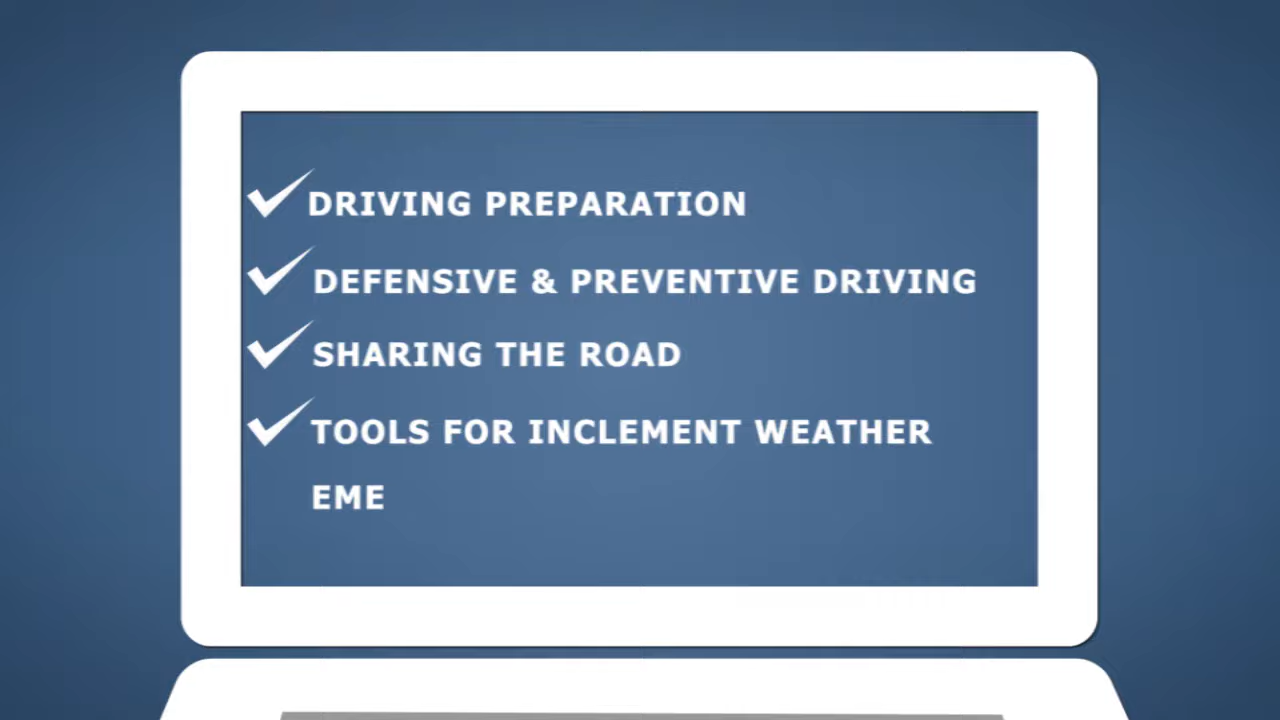 DRIVING PREPARATION
DEFENSIVE & PREVENTIVE DRIVING
SHARING THE ROAD
TOOLS FOR INCLEMENT WEATHER
EME